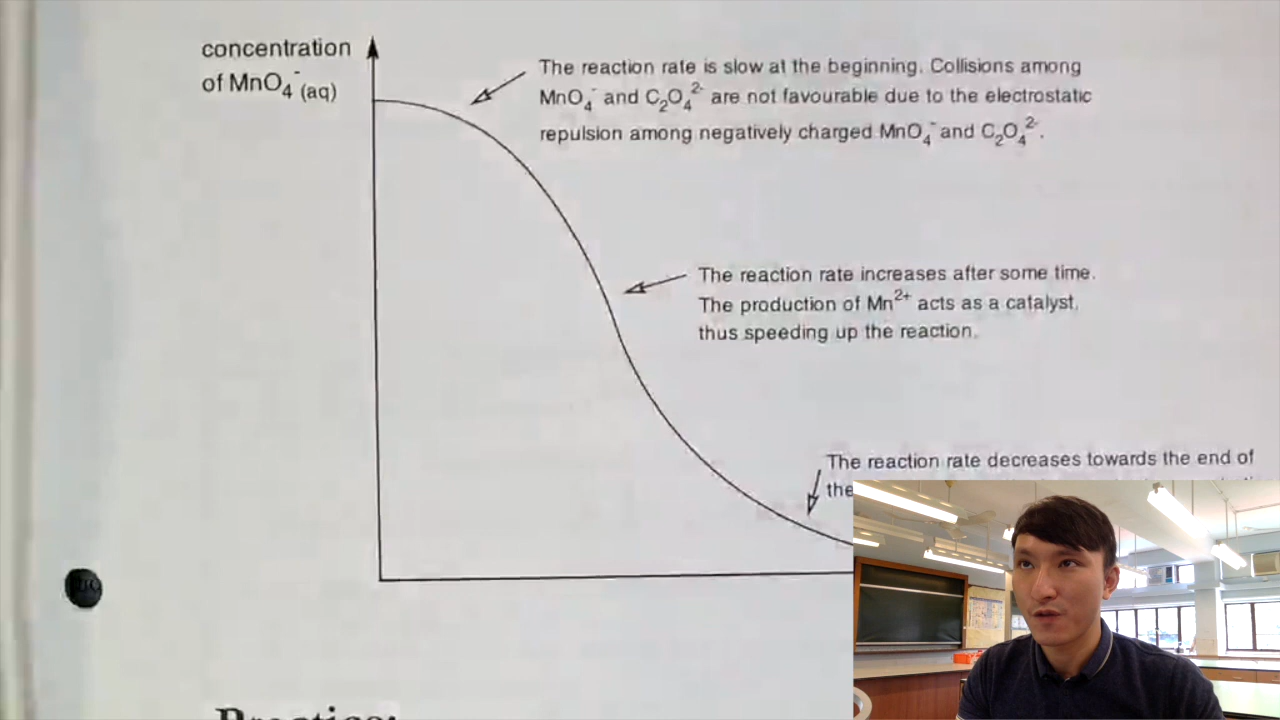 concentration
of MnO₄⁻(aq)
The reaction rate is slow at the beginning. Collisions among
MnO₄⁻ and C₂O₄²⁻ are not favourable due to the electrostatic
repulsion among negatively charged MnO₄⁻ and C₂O₄²⁻.
The reaction rate increases after some time.
The production of Mn²⁺ acts as a catalyst,
thus speeding up the reaction.
The reaction rate decreases towards the end of
the